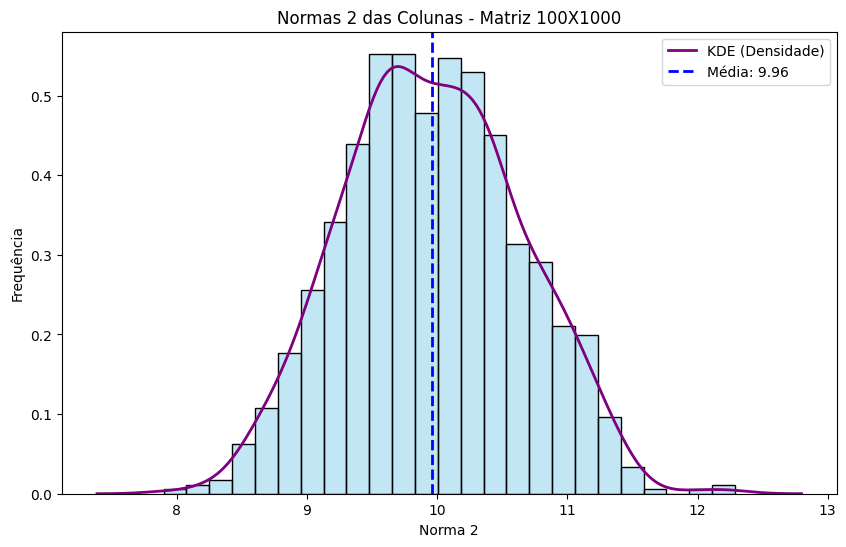 Normas 2 das Colunas - Matriz 100X1000
KDE (Densidade)
Média: 9.96
Frequência
0.5
0.4
0.3
0.2
0.1
0.0
8
9
10
11
12
13
Norma 2